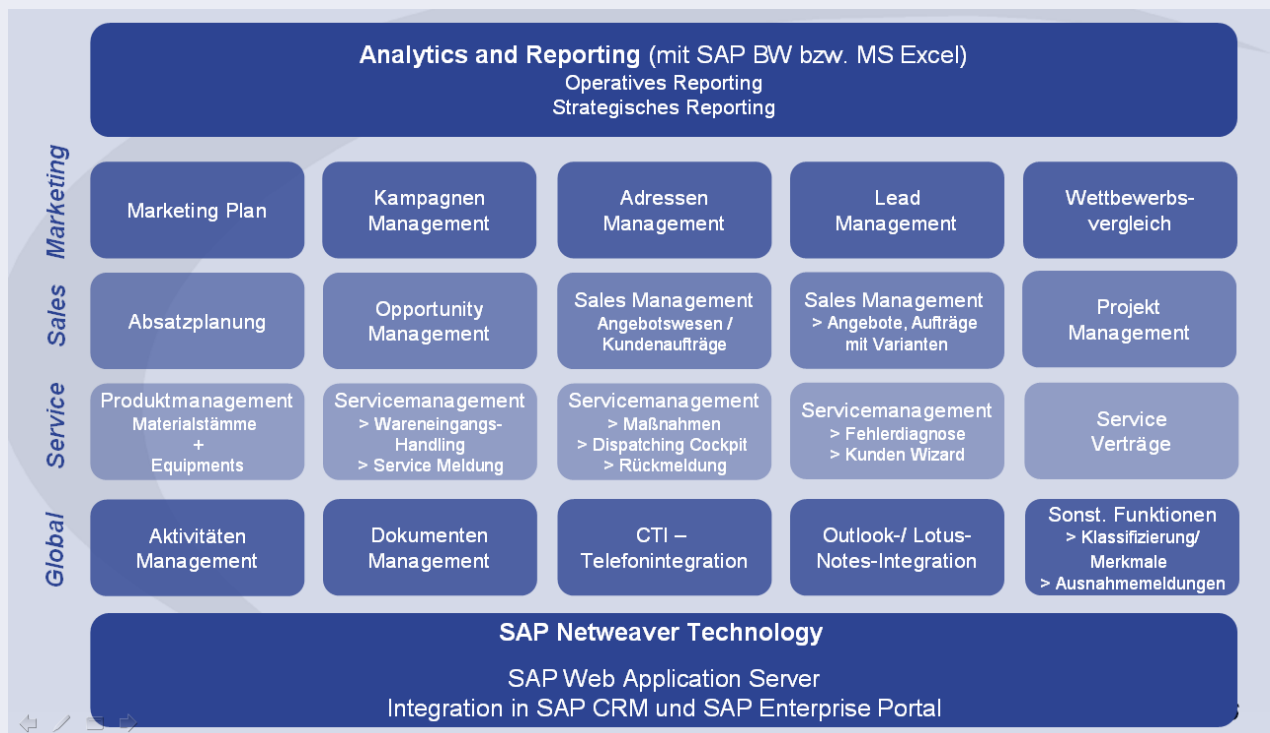 Analytics and Reporting (mit SAP BW bzw. MS Excel)
Operatives Reporting
Strategisches Reporting
Marketing
Marketing Plan
Kampagnen
Management
Adressen
Management
Lead
Management
Wettbewerbs-
vergleich
Sales
Absatzplanung
Opportunity
Management
Sales Management
Angebotswesen /
Kundenaufträge
Sales Management
> Angebote, Aufträge
mit Varianten
Projekt
Management
Service
Produktmanagement
Materialstämme
+
Equipments
Servicemanagement
> Wareneingangs-
Handling
> Service Meldung
Servicemanagement
> Maßnahmen
> Dispatching Cockpit
> Rückmeldung
Servicemanagement
> Fehlerdiagnose
> Kunden Wizard
Service
Verträge
Global
Aktivitäten
Management
Dokumenten
Management
CTI –
Telefonintegration
Outlook-/ Lotus-
Notes-Integration
Sonst. Funktionen
> Klassifizierung/
Merkmale
> Ausnahmemeldungen
SAP Netweaver Technology
SAP Web Application Server
Integration in SAP CRM und SAP Enterprise Portal